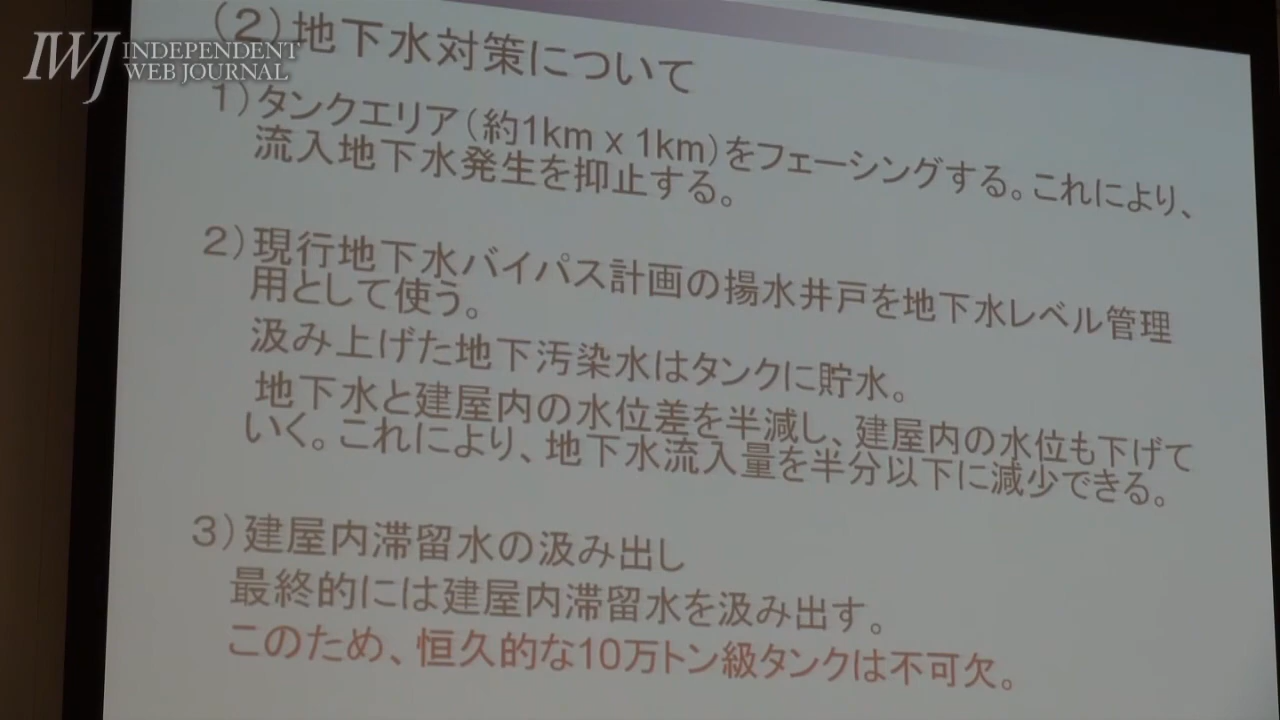 IWJ INDEPENDENT
WEB JOURNAL
(2)地下水対策について
1)タンクエリア(約1km x 1km)をフェーシングする。これにより、
流入地下水発生を抑止する。
2)現行地下水バイパス計画の揚水井戸を地下水レベル管理
用として使う。
汲み上げた地下汚染水はタンクに貯水。
地下水と建屋内の水位差を半減し、建屋内の水位も下げて
いく。これにより、地下水流入量を半分以下に減少できる。
3)建屋内滞留水の汲み出し
最終的には建屋内滞留水を汲み出す。
このため、恒久的な10万トン級タンクは不可欠。